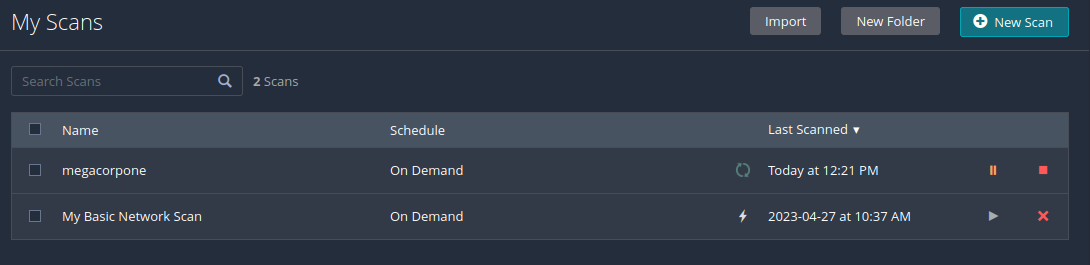 My Scans
Import
New Folder
New Scan
Search Scans
2 Scans
Name Schedule Last Scanned
megacorpone On Demand Today at 12:21 PM
My Basic Network Scan On Demand 2023-04-27 at 10:37 AM